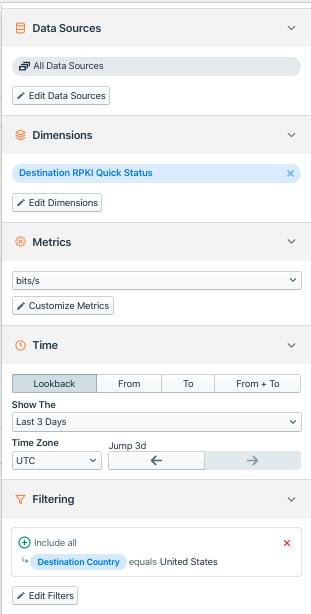 Data Sources
All Data Sources
Edit Data Sources
Dimensions
Destination RPKI Quick Status
Edit Dimensions
Metrics
bits/s
Customize Metrics
Time
Lookback From To From + To
Show The
Last 3 Days
Time Zone Jump 3d
UTC
Filtering
Include all
Destination Country equals United States
Edit Filters